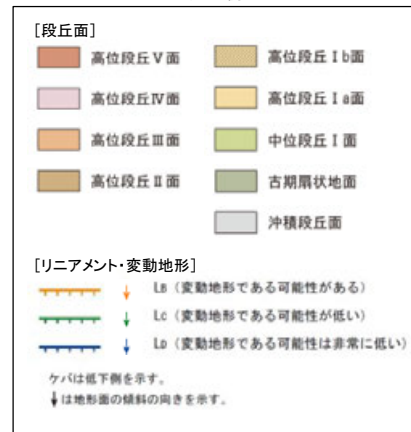 [段丘面]
高位段丘Ⅴ面
高位段丘Ⅰb面
高位段丘Ⅳ面
高位段丘Ⅰa面
高位段丘Ⅲ面
中位段丘Ⅰ面
高位段丘Ⅱ面
古期扇状地面
沖積段丘面
[リニアメント・変動地形]
LB (変動地形である可能性がある)
LC (変動地形である可能性が低い)
LD (変動地形である可能性は非常に低い)
ケバは低下側を示す。
↓は地形面の傾斜の向きを示す。